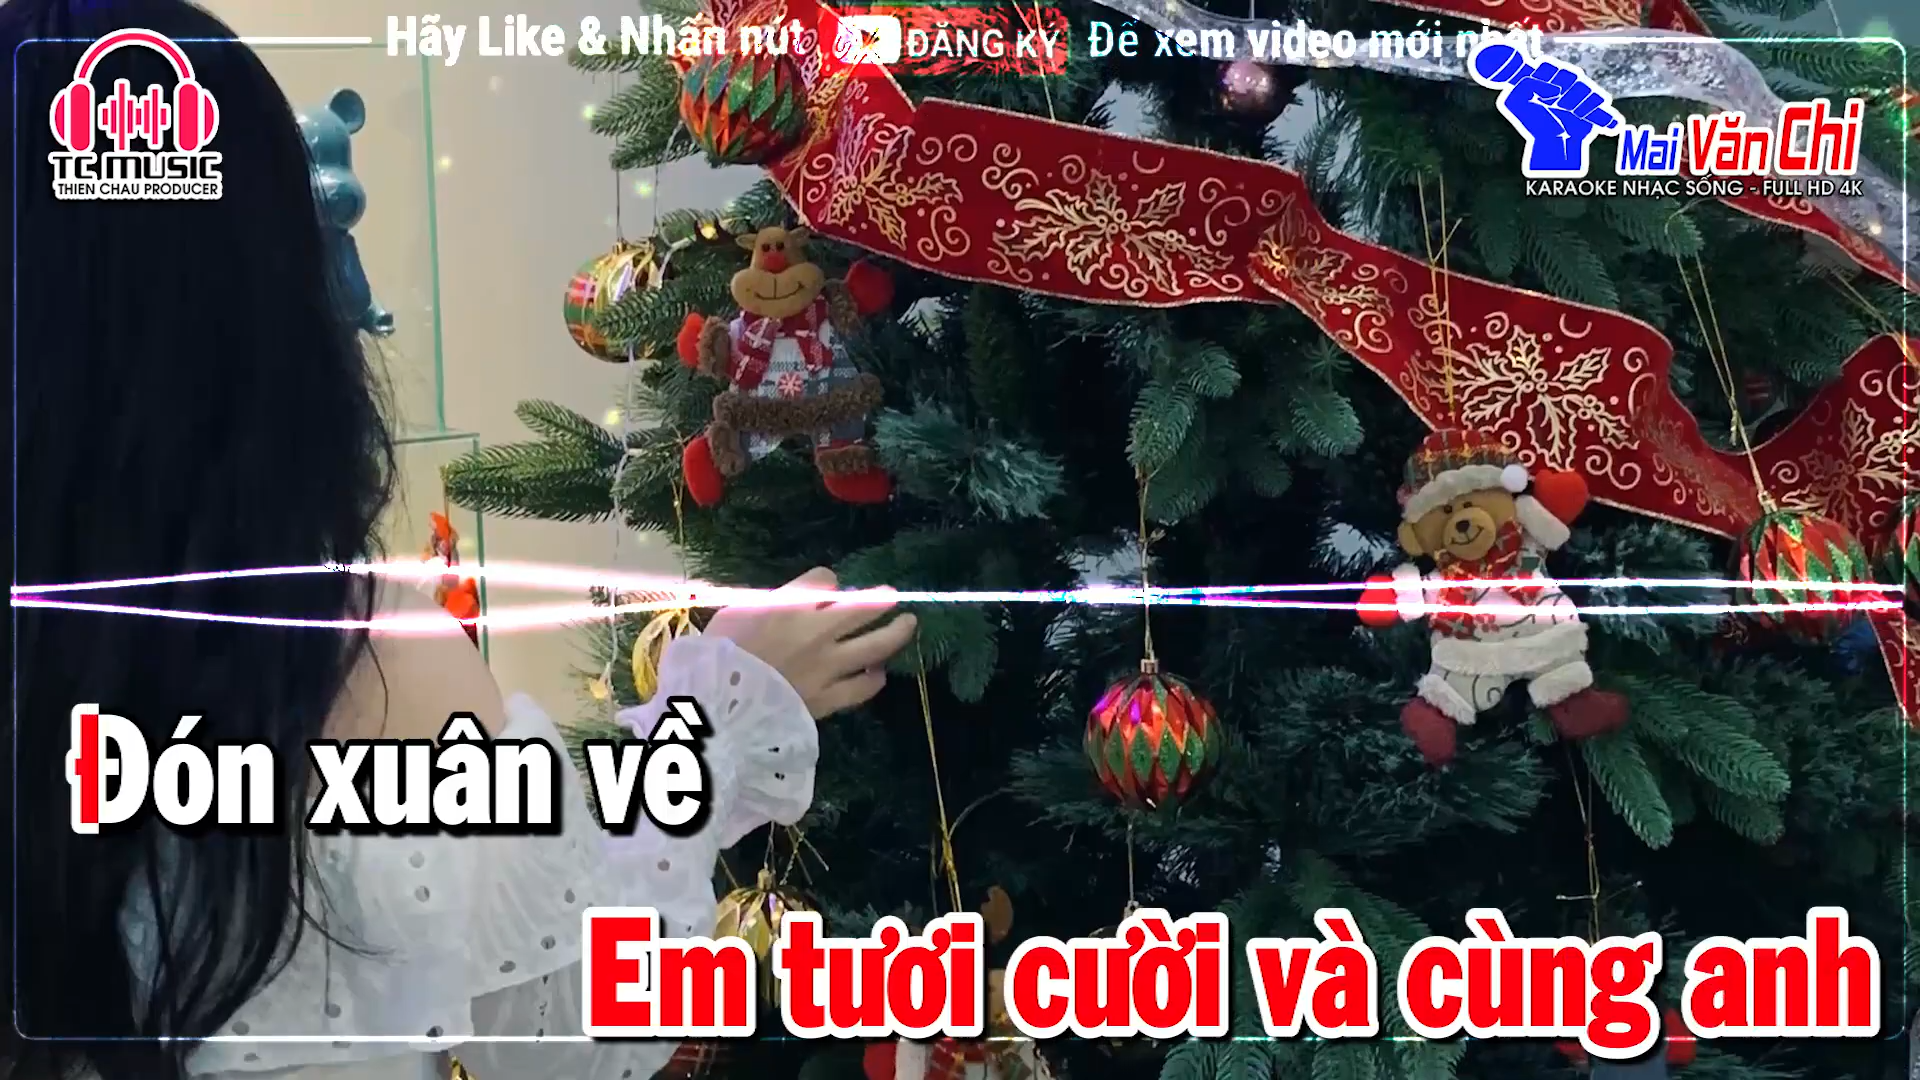 Hãy Like & Nhấn nút ĐĂNG KÝ Để xem video mới nhất
TC MUSIC
THIEN CHAU PRODUCER
Mai Văn Chi
KARAOKE NHẠC SỐNG - FULL HD 4K
Đón xuân về
Em tươi cười và cùng anh